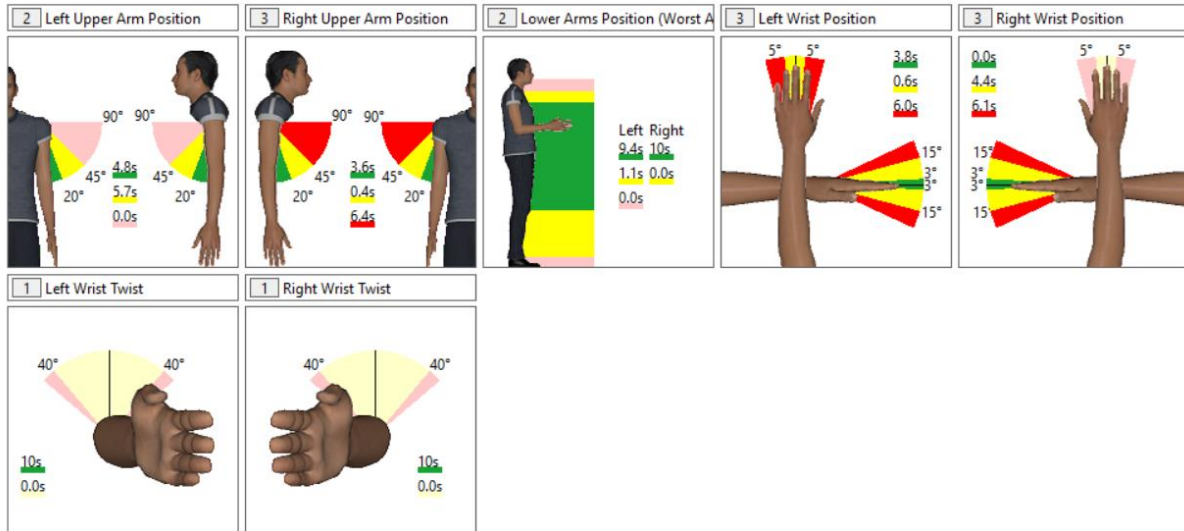 2 Left Upper Arm Position
90° 90°
45° 45°
20° 20°
4.8s
5.7s
0.0s
3 Right Upper Arm Position
90° 90°
45° 45°
20° 20°
3.6s
0.4s
6.4s
2 Lower Arms Position (Worst A
Left Right
9.4s 10s
1.1s 0.0s
0.0s
3 Left Wrist Position
5° 5°
3.8s
0.6s
6.0s
15°
3°
3°
15°
3 Right Wrist Position
0.0s
4.4s
6.1s
5° 5°
15°
3°
3°
15°
1 Left Wrist Twist
40° 40°
10s
0.0s
1 Right Wrist Twist
40° 40°
10s
0.0s